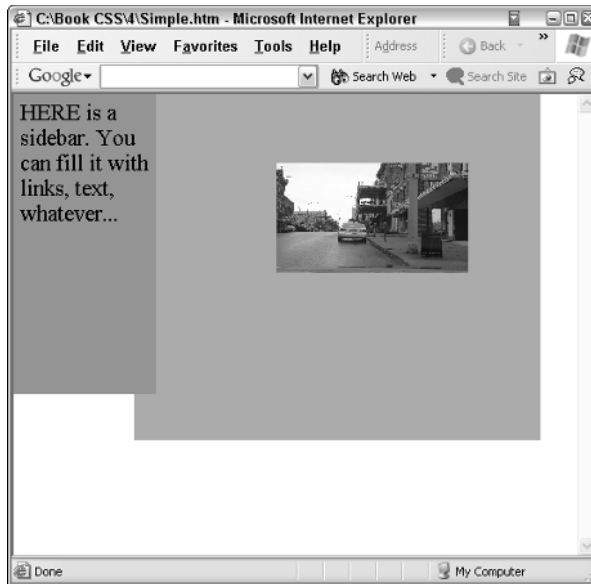 C:\Book CSS\4\Simple.htm - Microsoft Internet Explorer
File Edit View Favorites Tools Help Address Back »
Google Search Web Search Site
HERE is a
sidebar. You
can fill it with
links, text,
whatever...
Done My Computer